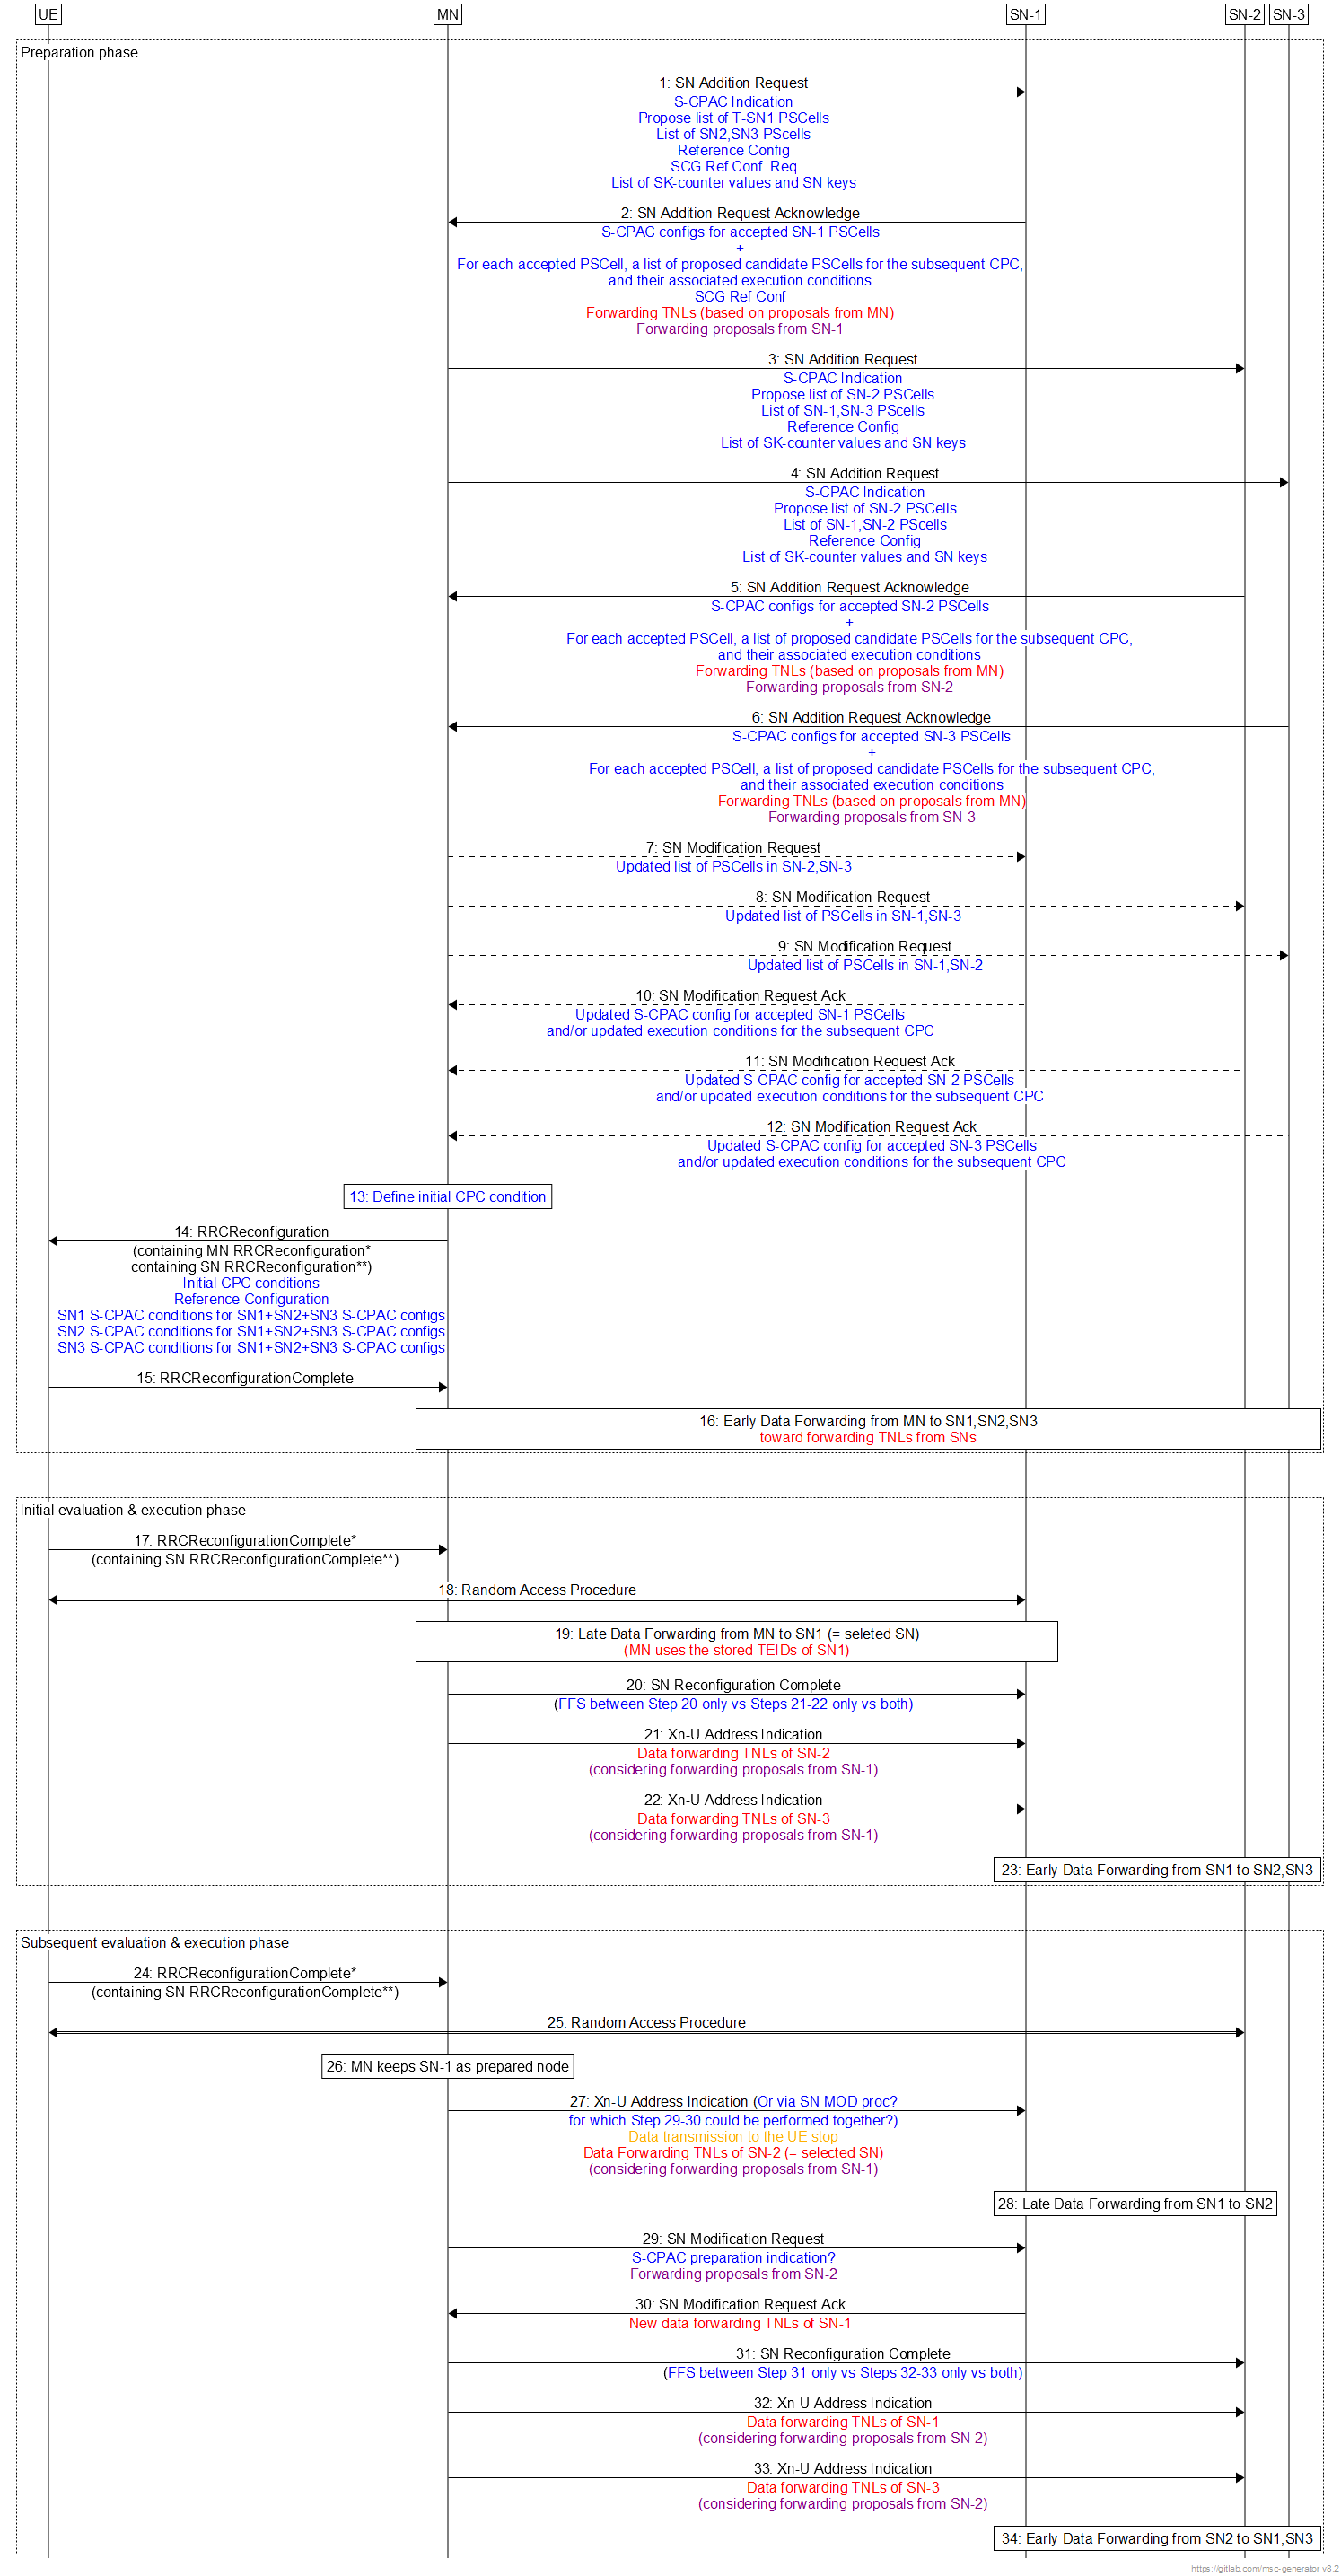 UE
MN
SN-1
SN-2
SN-3
Preparation phase
1: SN Addition Request
S-CPAC Indication
Propose list of T-SN1 PSCells
List of SN2,SN3 PScells
Reference Config
SCG Ref Conf. Req
List of SK-counter values and SN keys
2: SN Addition Request Acknowledge
S-CPAC configs for accepted SN-1 PSCells
+
For each accepted PSCell, a list of proposed candidate PSCells for the subsequent CPC,
and their associated execution conditions
SCG Ref Conf
Forwarding TNLs (based on proposals from MN)
Forwarding proposals from SN-1
3: SN Addition Request
S-CPAC Indication
Propose list of SN-2 PSCells
List of SN-1,SN-3 PScells
Reference Config
List of SK-counter values and SN keys
4: SN Addition Request
S-CPAC Indication
Propose list of SN-2 PSCells
List of SN-1,SN-2 PScells
Reference Config
List of SK-counter values and SN keys
5: SN Addition Request Acknowledge
S-CPAC configs for accepted SN-2 PSCells
+
For each accepted PSCell, a list of proposed candidate PSCells for the subsequent CPC,
and their associated execution conditions
Forwarding TNLs (based on proposals from MN)
Forwarding proposals from SN-2
6: SN Addition Request Acknowledge
S-CPAC configs for accepted SN-3 PSCells
+
For each accepted PSCell, a list of proposed candidate PSCells for the subsequent CPC,
and their associated execution conditions
Forwarding TNLs (based on proposals from MN)
Forwarding proposals from SN-3
7: SN Modification Request
Updated list of PSCells in SN-2,SN-3
8: SN Modification Request
Updated list of PSCells in SN-1,SN-3
9: SN Modification Request
Updated list of PSCells in SN-1,SN-2
10: SN Modification Request Ack
Updated S-CPAC config for accepted SN-1 PSCells
and/or updated execution conditions for the subsequent CPC
11: SN Modification Request Ack
Updated S-CPAC config for accepted SN-2 PSCells
and/or updated execution conditions for the subsequent CPC
12: SN Modification Request Ack
Updated S-CPAC config for accepted SN-3 PSCells
and/or updated execution conditions for the subsequent CPC
13: Define initial CPC condition
14: RRCReconfiguration
(containing MN RRCReconfiguration*
containing SN RRCReconfiguration**)
Initial CPC conditions
Reference Configuration
SN1 S-CPAC conditions for SN1+SN2+SN3 S-CPAC configs
SN2 S-CPAC conditions for SN1+SN2+SN3 S-CPAC configs
SN3 S-CPAC conditions for SN1+SN2+SN3 S-CPAC configs
15: RRCReconfigurationComplete
16: Early Data Forwarding from MN to SN1,SN2,SN3
toward forwarding TNLs from SNs
Initial evaluation & execution phase
17: RRCReconfigurationComplete*
(containing SN RRCReconfigurationComplete**)
18: Random Access Procedure
19: Late Data Forwarding from MN to SN1 (= seleted SN)
(MN uses the stored TEIDs of SN1)
20: SN Reconfiguration Complete
(FFS between Step 20 only vs Steps 21-22 only vs both)
21: Xn-U Address Indication
Data forwarding TNLs of SN-2
(considering forwarding proposals from SN-1)
22: Xn-U Address Indication
Data forwarding TNLs of SN-3
(considering forwarding proposals from SN-1)
23: Early Data Forwarding from SN1 to SN2,SN3
Subsequent evaluation & execution phase
24: RRCReconfigurationComplete*
(containing SN RRCReconfigurationComplete**)
25: Random Access Procedure
26: MN keeps SN-1 as prepared node
27: Xn-U Address Indication (Or via SN MOD proc?
for which Step 29-30 could be performed together?)
Data transmission to the UE stop
Data Forwarding TNLs of SN-2 (= selected SN)
(considering forwarding proposals from SN-1)
28: Late Data Forwarding from SN1 to SN2
29: SN Modification Request
S-CPAC preparation indication?
Forwarding proposals from SN-2
30: SN Modification Request Ack
New data forwarding TNLs of SN-1
31: SN Reconfiguration Complete
(FFS between Step 31 only vs Steps 32-33 only vs both)
32: Xn-U Address Indication
Data forwarding TNLs of SN-1
(considering forwarding proposals from SN-2)
33: Xn-U Address Indication
Data forwarding TNLs of SN-3
(considering forwarding proposals from SN-2)
34: Early Data Forwarding from SN2 to SN1,SN3
https://gitlab.com/msc-generator v8.2